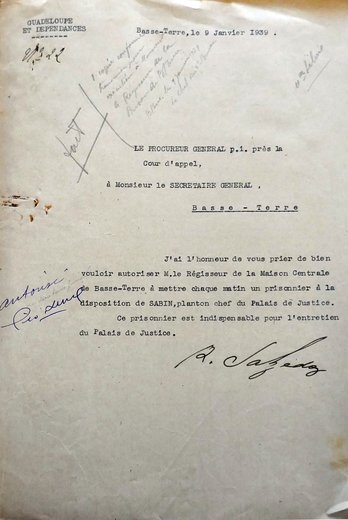 GUADELOUPE
ET DEPENDANCES
Basse-Terre, le 9 Janvier 1939 .
1 copie
LE PROCUREUR GENERAL p.i. près la
Cour d'appel,
à Monsieur le SECRETAIRE GENERAL ,
Basse - Terre
J'ai l'honneur de vous prier de bien
vouloir autoriser M.le Régisseur de la Maison Centrale
de Basse-Terre à mettre chaque matin un prisonnier à la
disposition de SABIN,planton chef du Palais de Justice.
Ce prisonnier est indispensable pour l'entretien
du Palais de Justice.
autorisé